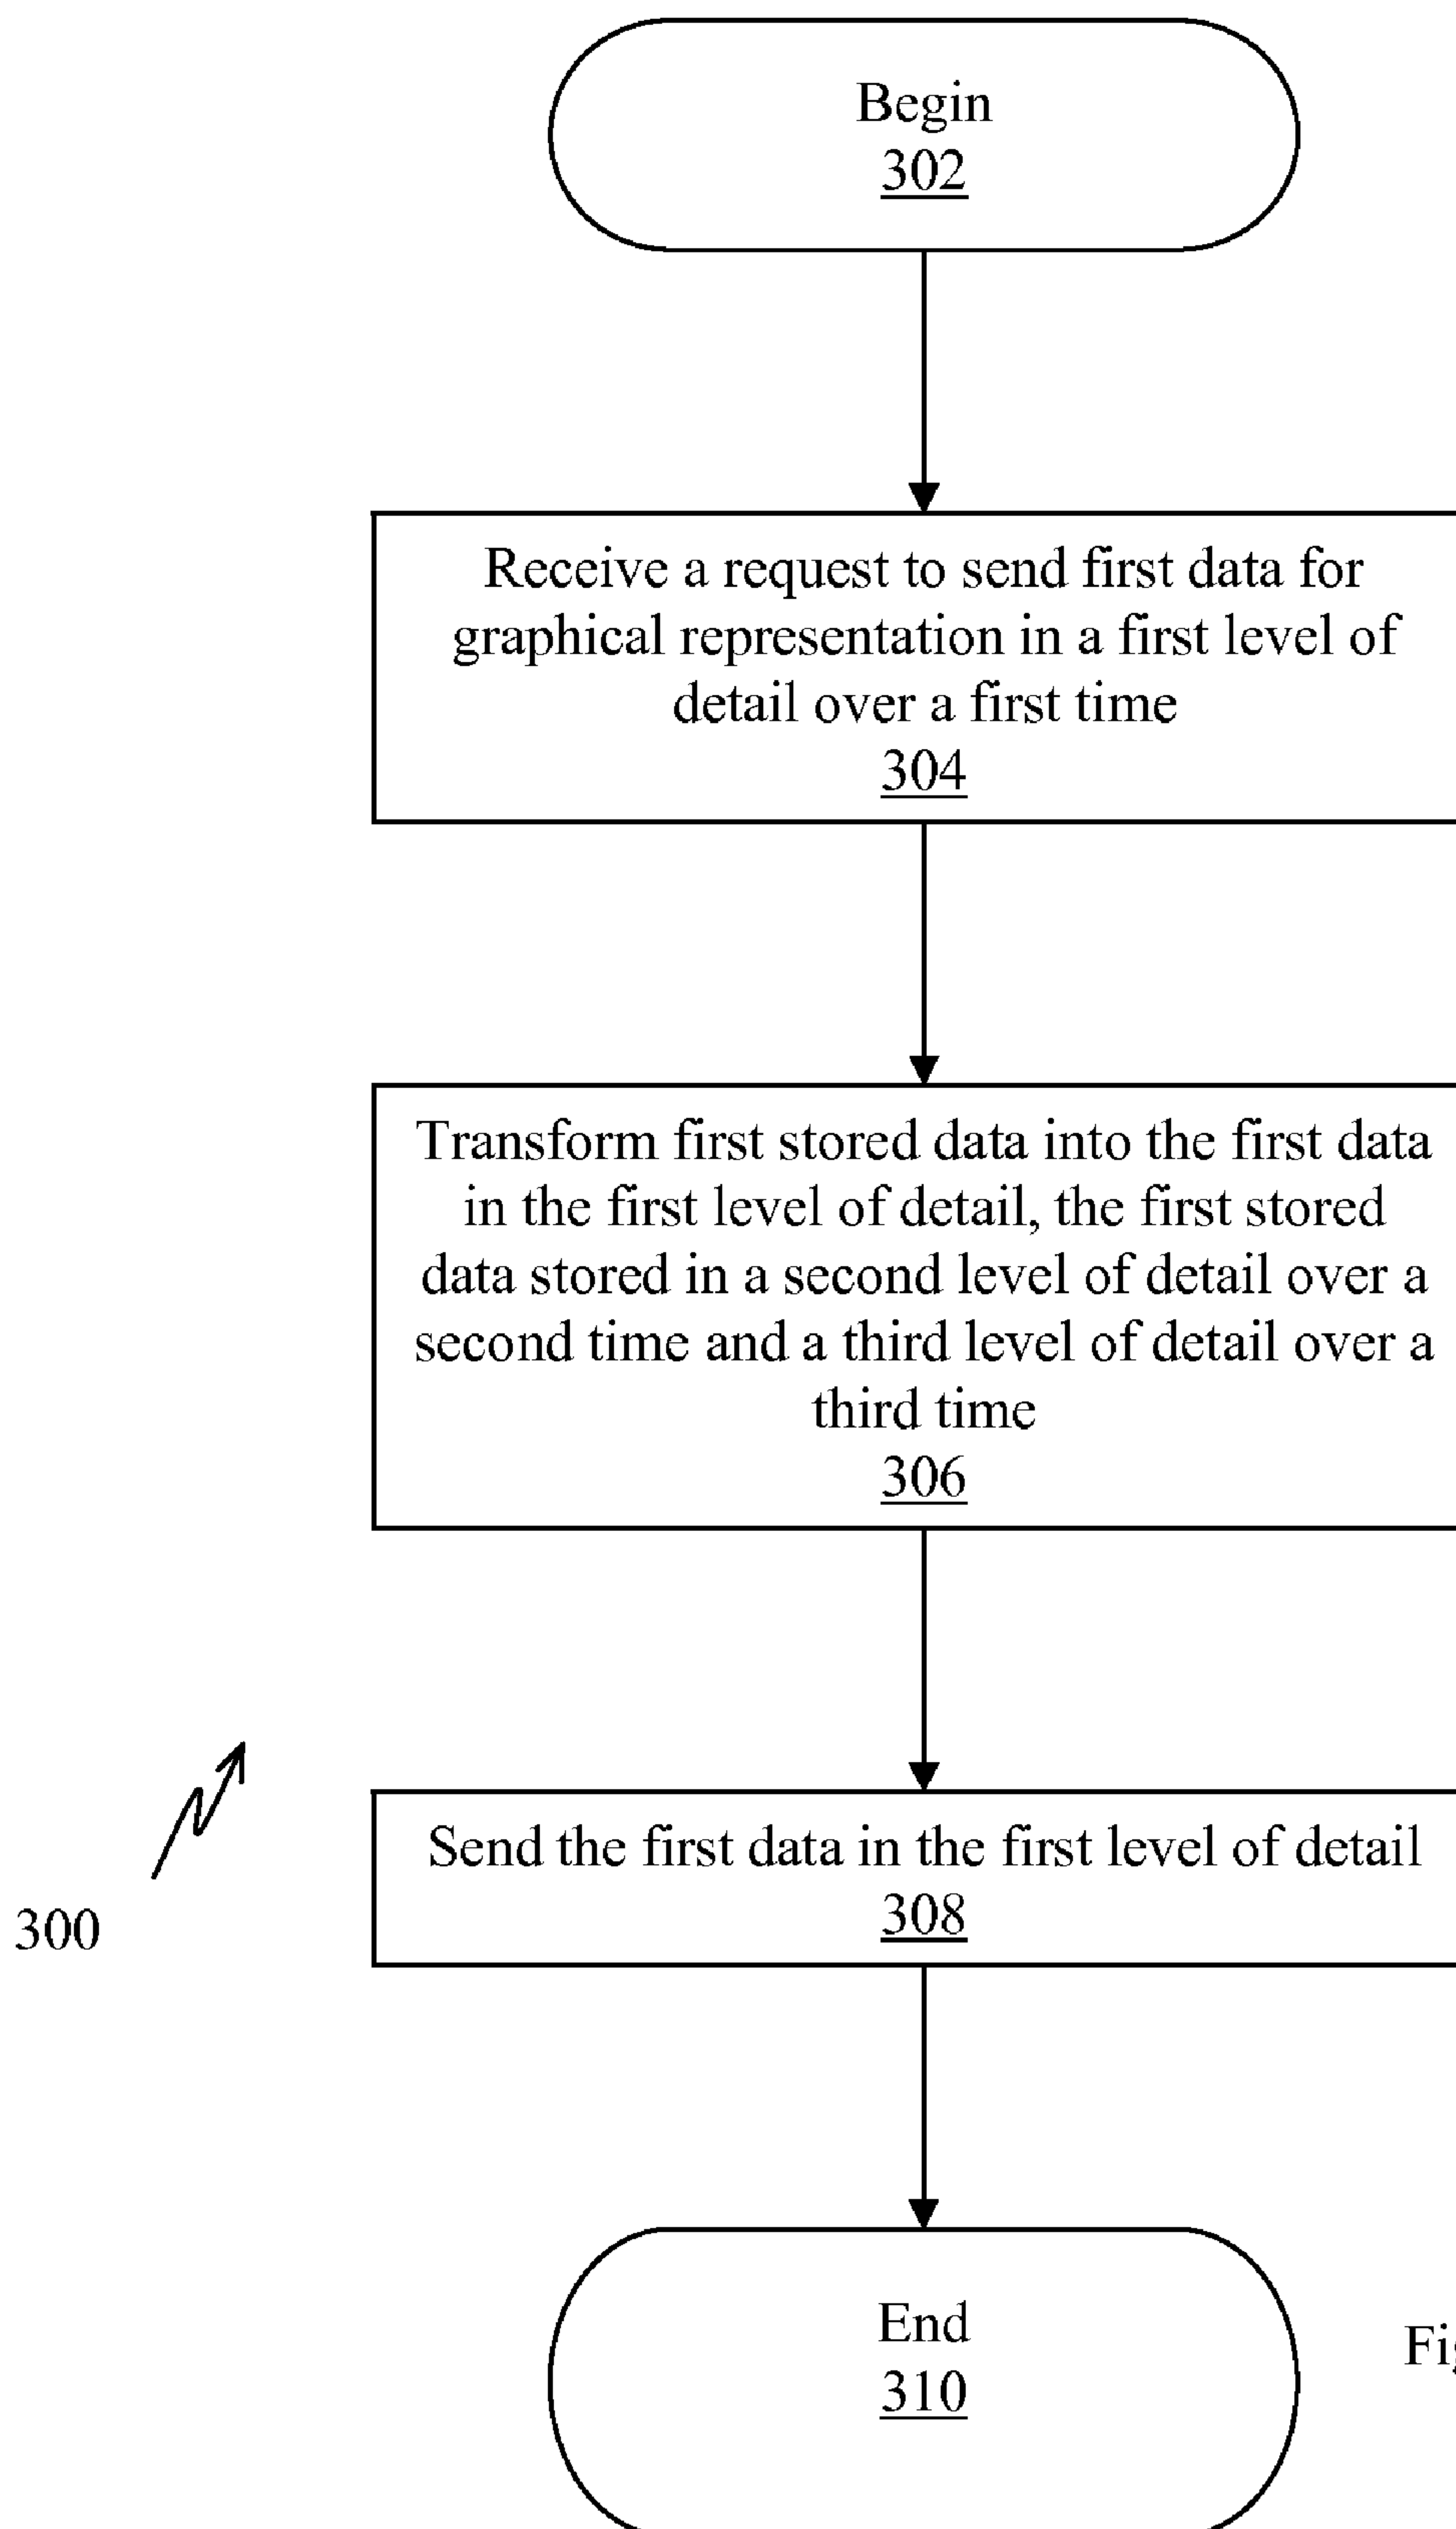 Begin
302
Receive a request to send first data for
graphical representation in a first level of
detail over a first time
304
Transform first stored data into the first data
in the first level of detail, the first stored
data stored in a second level of detail over a
second time and a third level of detail over a
third time
306
Send the first data in the first level of detail
308
300
End
310